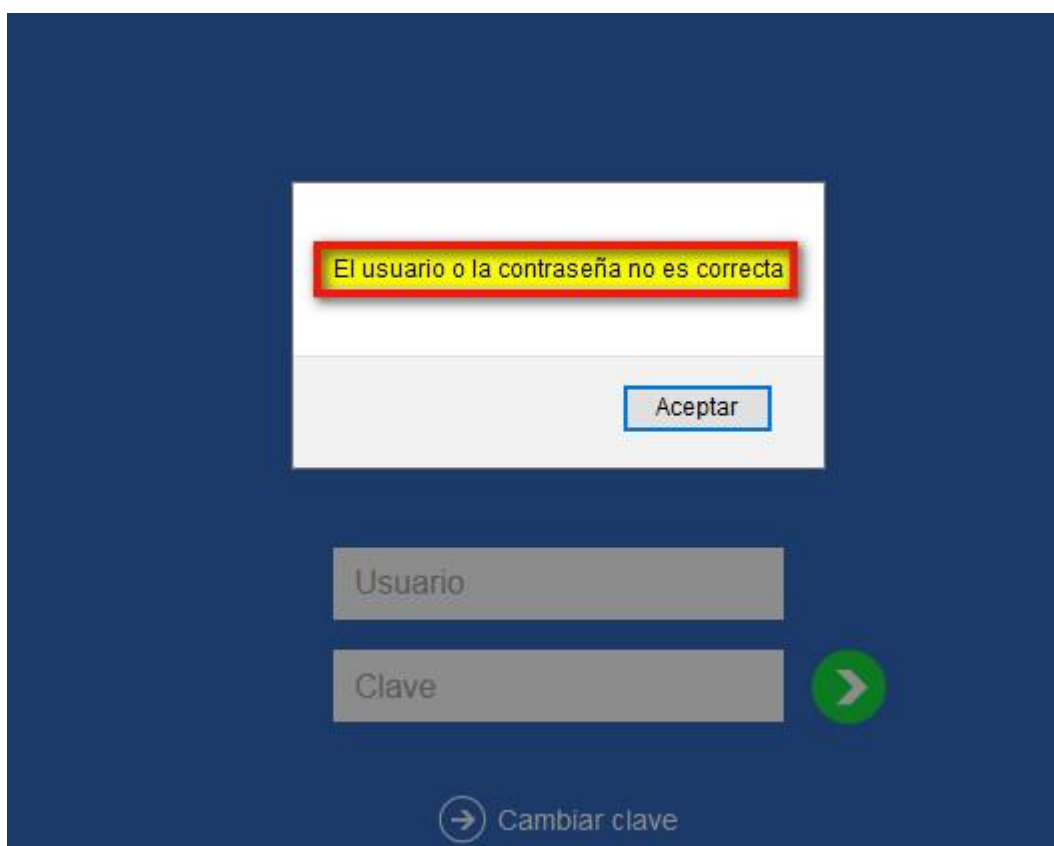 El usuario o la contraseña no es correcta
Aceptar
Usuario
Clave
Cambiar clave